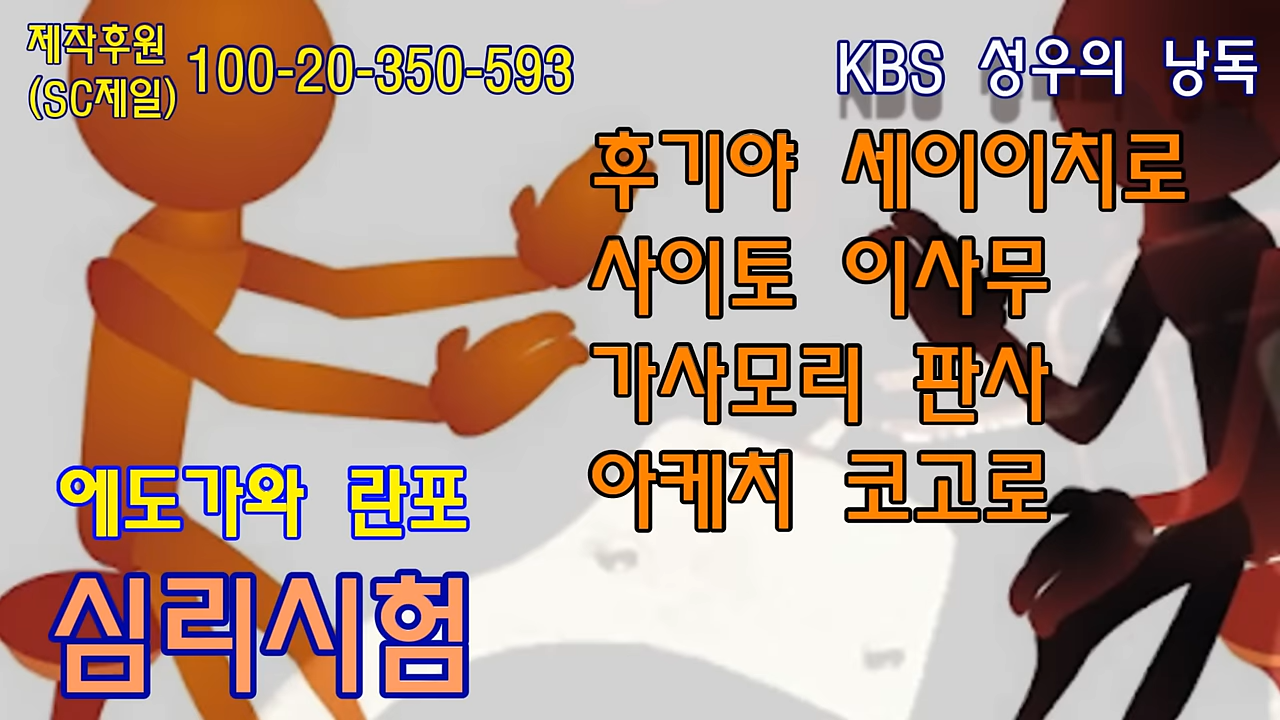 제작후원
(SC제일) 100-20-350-593
KBS 성우의 낭독
후기야 세이이치로
사이토 이사무
가사모리 판사
아케치 코고로
에도가와 란포
심리시험